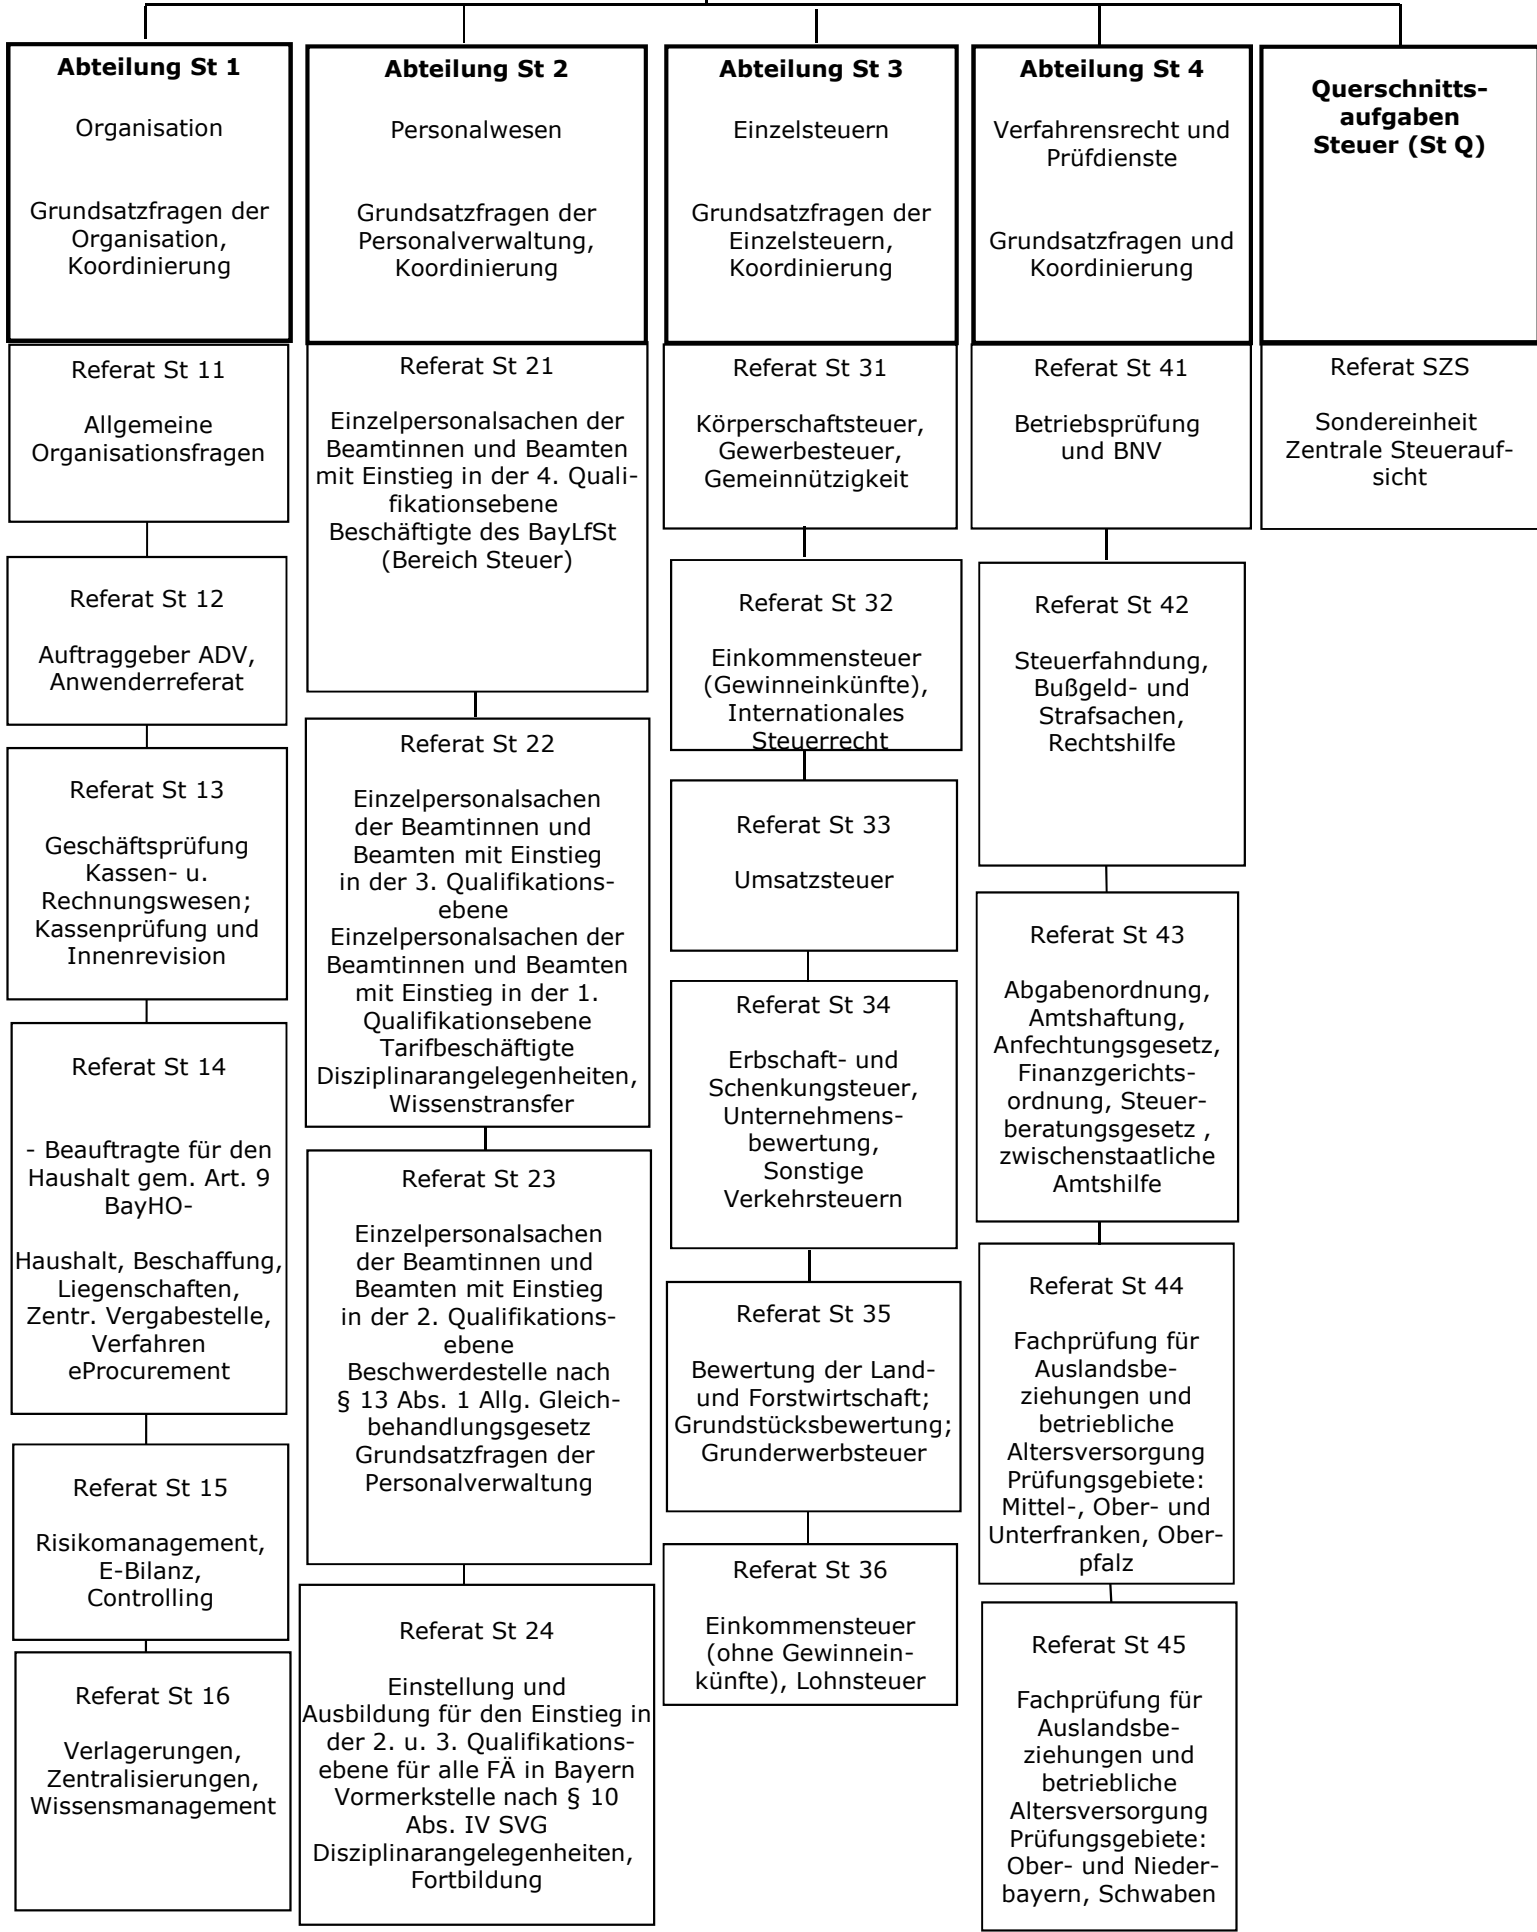 Abteilung St 1
Organisation
Grundsatzfragen der
Organisation,
Koordinierung
Referat St 11
Allgemeine
Organisationsfragen
Referat St 12
Auftraggeber ADV,
Anwenderreferat
Referat St 13
Geschäftsprüfung
Kassen- u.
Rechnungswesen;
Kassenprüfung und
Innenrevision
Referat St 14
- Beauftragte für den
Haushalt gem. Art. 9
BayHO-
Haushalt, Beschaffung,
Liegenschaften,
Zentr. Vergabestelle,
Verfahren
eProcurement
Referat St 15
Risikomanagement,
E-Bilanz,
Controlling
Referat St 16
Verlagerungen,
Zentralisierungen,
Wissensmanagement
Abteilung St 2
Personalwesen
Grundsatzfragen der
Personalverwaltung,
Koordinierung
Referat St 21
Einzelpersonalsachen der
Beamtinnen und Beamten
mit Einstieg in der 4. Quali-
fikationsebene
Beschäftigte des BayLfSt
(Bereich Steuer)
Referat St 22
Einzelpersonalsachen
der Beamtinnen und
Beamten mit Einstieg
in der 3. Qualifikations-
ebene
Einzelpersonalsachen der
Beamtinnen und Beamten
mit Einstieg in der 1.
Qualifikationsebene
Tarifbeschäftigte
Disziplinarangelegenheiten,
Wissenstransfer
Referat St 23
Einzelpersonalsachen
der Beamtinnen und
Beamten mit Einstieg
in der 2. Qualifikations-
ebene
Beschwerdestelle nach
§ 13 Abs. 1 Allg. Gleich-
behandlungsgesetz
Grundsatzfragen der
Personalverwaltung
Referat St 24
Einstellung und
Ausbildung für den Einstieg in
der 2. u. 3. Qualifikations-
ebene für alle FÄ in Bayern
Vormerkstelle nach § 10
Abs. IV SVG
Disziplinarangelegenheiten,
Fortbildung
Abteilung St 3
Einzelsteuern
Grundsatzfragen der
Einzelsteuern,
Koordinierung
Referat St 31
Körperschaftsteuer,
Gewerbesteuer,
Gemeinnützigkeit
Referat St 32
Einkommensteuer
(Gewinneinkünfte),
Internationales
Steuerrecht
Referat St 33
Umsatzsteuer
Referat St 34
Erbschaft- und
Schenkungsteuer,
Unternehmens-
bewertung,
Sonstige
Verkehrsteuern
Referat St 35
Bewertung der Land-
und Forstwirtschaft;
Grundstücksbewertung;
Grunderwerbsteuer
Referat St 36
Einkommensteuer
(ohne Gewinnein-
künfte), Lohnsteuer
Abteilung St 4
Verfahrensrecht und
Prüfdienste
Grundsatzfragen und
Koordinierung
Referat St 41
Betriebsprüfung
und BNV
Referat St 42
Steuerfahndung,
Bußgeld- und
Strafsachen,
Rechtshilfe
Referat St 43
Abgabenordnung,
Amtshaftung,
Anfechtungsgesetz,
Finanzgerichts-
ordnung, Steuer-
beratungsgesetz ,
zwischenstaatliche
Amtshilfe
Referat St 44
Fachprüfung für
Auslandsbe-
ziehungen und
betriebliche
Altersversorgung
Prüfungsgebiete:
Mittel-, Ober- und
Unterfranken, Ober-
pfalz
Referat St 45
Fachprüfung für
Auslandsbe-
ziehungen und
betriebliche
Altersversorgung
Prüfungsgebiete:
Ober- und Nieder-
bayern, Schwaben
Querschnitts-
aufgaben
Steuer (St Q)
Referat SZS
Sondereinheit
Zentrale Steuerauf-
sicht